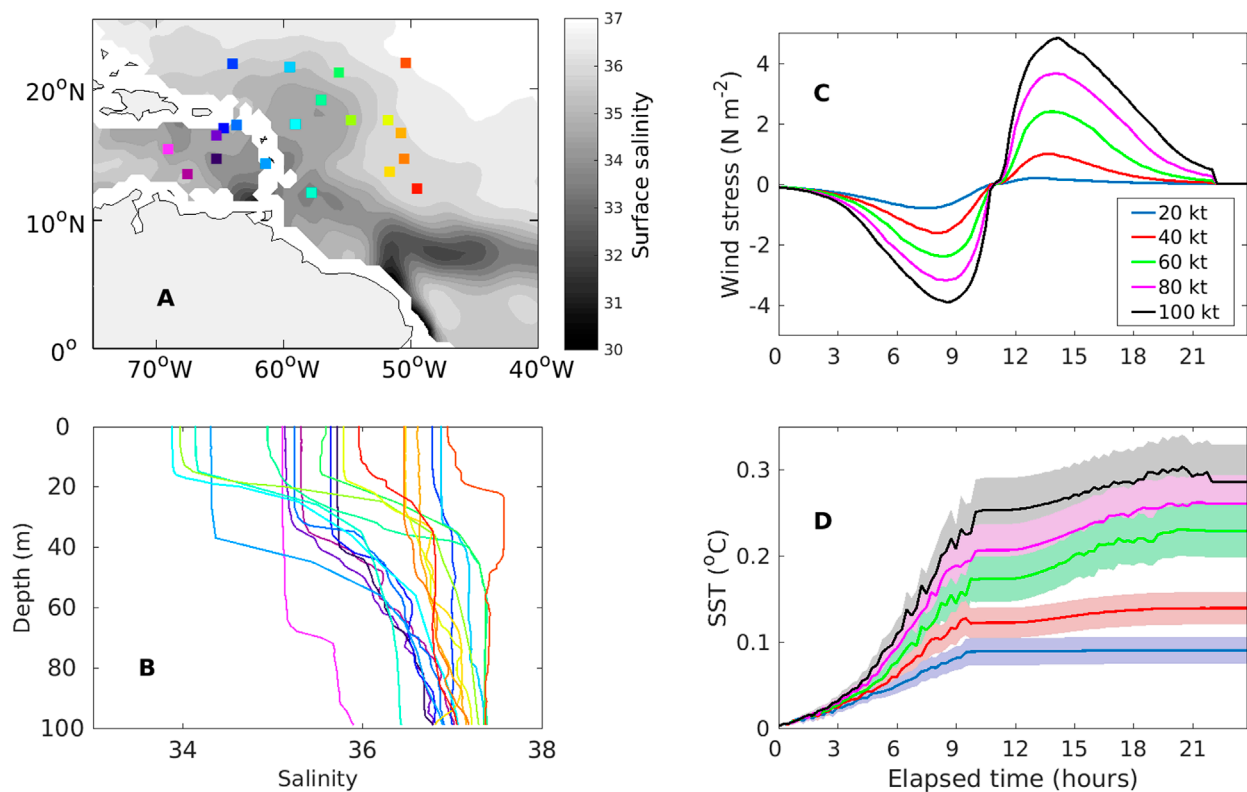 37
36
35
34
33
32
31
30
Surface salinity
20°N
10°N
0°
70°W
60°W
50°W
40°W
A
4
2
0
-2
-4
Wind stress (N m-2)
C
20 kt
40 kt
60 kt
80 kt
100 kt
0
3
6
9
12
15
18
21
0
20
40
60
80
100
Depth (m)
B
34
36
38
Salinity
0.3
0.2
0.1
0
SST (°C)
D
0
3
6
9
12
15
18
21
Elapsed time (hours)